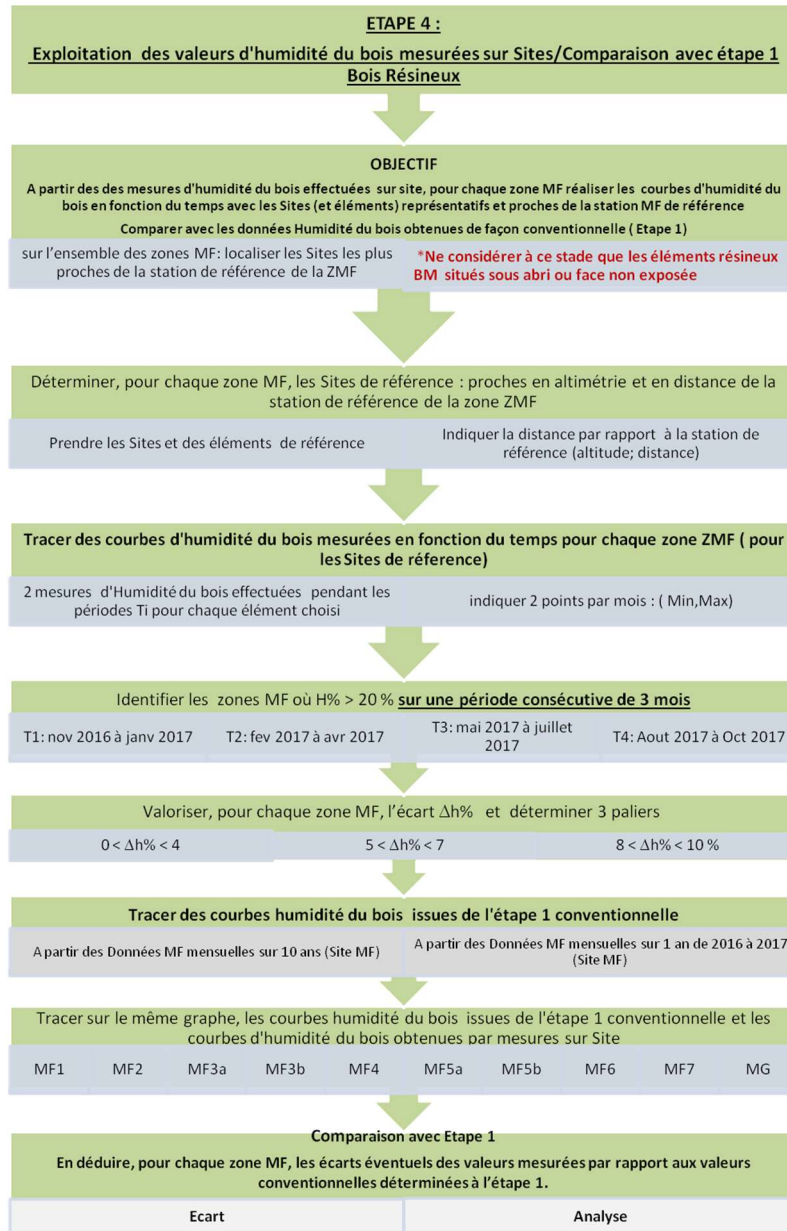 ETAPE 4 :
Exploitation des valeurs d'humidité du bois mesurées sur Sites/Comparaison avec étape 1
Bois Résineux
OBJECTIF
A partir des des mesures d'humidité du bois effectuées sur site, pour chaque zone MF réaliser les courbes d'humidité du
bois en fonction du temps avec les Sites (et éléments) représentatifs et proches de la station MF de référence
Comparer avec les données Humidité du bois obtenues de façon conventionnelle ( Etape 1)
sur l'ensemble des zones MF: localiser les Sites les plus
proches de la station de référence de la ZMF
*Ne considérer à ce stade que les éléments résineux
BM situés sous abri ou face non exposée
Déterminer, pour chaque zone MF, les Sites de référence : proches en altimétrie et en distance de la
station de référence de la zone ZMF
Prendre les Sites et des éléments de référence
Indiquer la distance par rapport à la station de
référence (altitude; distance)
Tracer des courbes d'humidité du bois mesurées en fonction du temps pour chaque zone ZMF ( pour
les Sites de réference)
2 mesures d'Humidité du bois effectuées pendant les
périodes Ti pour chaque élément choisi
indiquer 2 points par mois : ( Min,Max)
Identifier les zones MF où H% > 20 % sur une période consécutive de 3 mois
T1: nov 2016 à janv 2017
T2: fev 2017 à avr 2017
T3: mai 2017 à juillet
2017
T4: Aout 2017 à Oct 2017
Valoriser, pour chaque zone MF, l'écart Δh% et déterminer 3 paliers
0 < Δh% < 4
5 < Δh% < 7
8 < Δh% < 10 %
Tracer des courbes humidité du bois issues de l'étape 1 conventionnelle
A partir des Données MF mensuelles sur 10 ans (Site MF)
A partir des Données MF mensuelles sur 1 an de 2016 à 2017
(Site MF)
Tracer sur le même graphe, les courbes humidité du bois issues de l'étape 1 conventionnelle et les
courbes d'humidité du bois obtenues par mesures sur Site
MF1
MF2
MF3a
MF3b
MF4
MF5a
MF5b
MF6
MF7
MG
Comparaison avec Etape 1
En déduire, pour chaque zone MF, les écarts éventuels des valeurs mesurées par rapport aux valeurs
conventionnelles déterminées à l'étape 1.
Ecart
Analyse